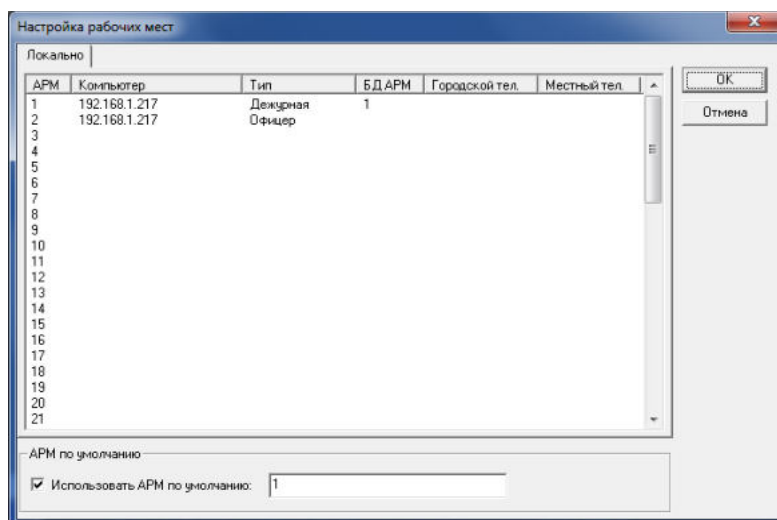 Настройка рабочих мест
Локально
АРМ Компьютер Тип БД АРМ Городской тел. Местный тел. OK
1 192.168.1.217 Дежурная 1
Отмена
2 192.168.1.217 Офицер
3
4
5
6
7
8
9
10
11
12
13
14
15
16
17
18
19
20
21
АРМ по умолчанию
Использовать АРМ по умолчанию: 1